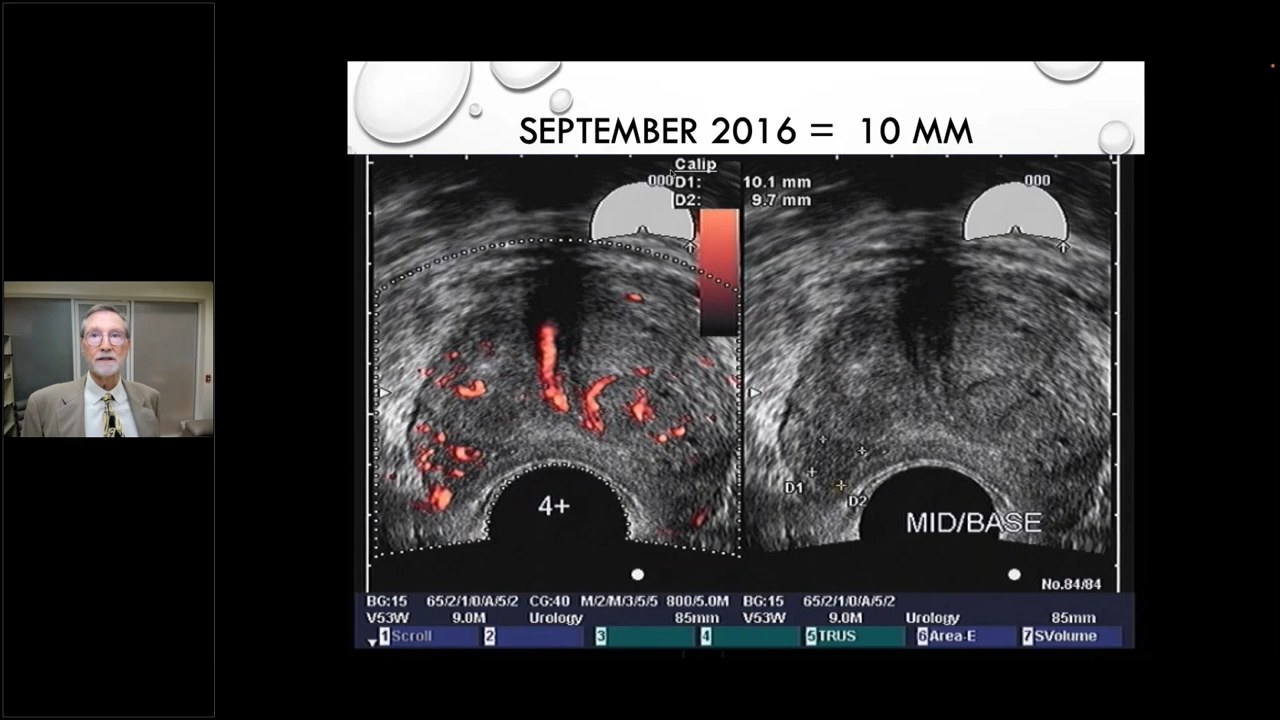 SEPTEMBER 2016 = 10 MM
Calip
000
D1: 10.1 mm
D2: 9.7 mm
000
D1
D2
4+
MID/BASE
No.84/84
BG:15 65/2/1/0/A/5/2 CG:40 M/2/M/3/5/5 800/5.0M BG:15 65/2/1/0/A/5/2
V53W 9.0M Urology 85mm V53W 9.0M Urology 85mm
1 Scroll 2 3 4 5 TRUS 6 Area-E 7 SVolume